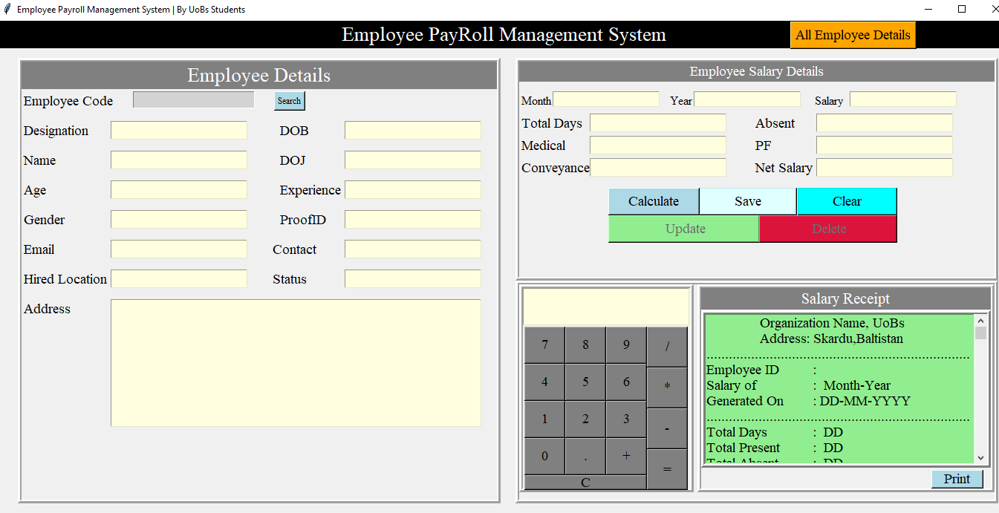 Employee Payroll Management System | By UoBs Students
Employee PayRoll Management System
All Employee Details
Employee Details
Employee Code
Search
Designation
DOB
Name
DOJ
Age
Experience
Gender
ProofID
Email
Contact
Hired Location
Status
Address
Employee Salary Details
Month
Year
Salary
Total Days
Absent
Medical
PF
Conveyance
Net Salary
Calculate
Save
Clear
Update
Delete
7 8 9 /
4 5 6 *
1 2 3 -
0 . + =
C
Salary Receipt
Organization Name, UoBs
Address: Skardu,Baltistan
Employee ID :
Salary of : Month-Year
Generated On : DD-MM-YYYY
Total Days : DD
Total Present : DD
Total Absent : DD
Print